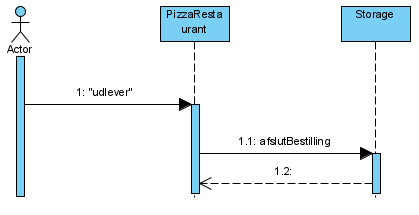 PizzaResta
urant
Storage
Actor
1: "udlever"
1.1: afslutBestilling
1.2: